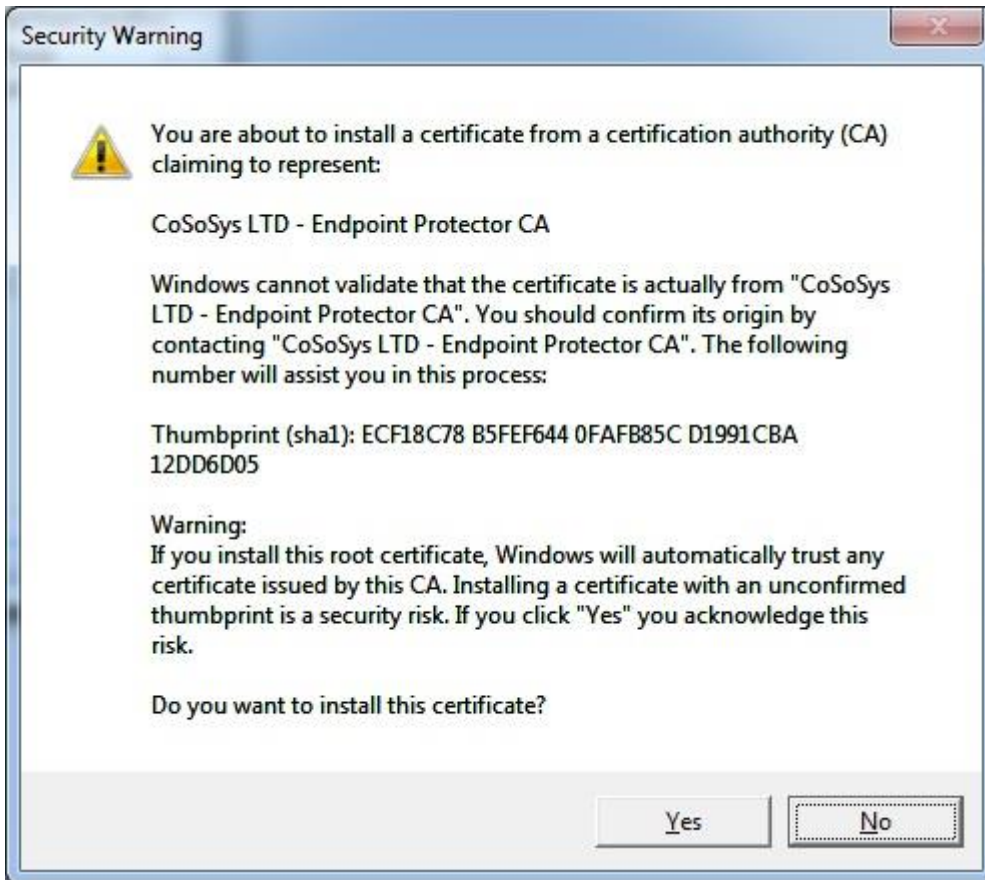 Security Warning
You are about to install a certificate from a certification authority (CA)
claiming to represent:
CoSoSys LTD - Endpoint Protector CA
Windows cannot validate that the certificate is actually from "CoSoSys
LTD - Endpoint Protector CA". You should confirm its origin by
contacting "CoSoSys LTD - Endpoint Protector CA". The following
number will assist you in this process:
Thumbprint (sha1): ECF18C78 B5FEF644 0FAFB85C D1991CBA
12DD6D05
Warning:
If you install this root certificate, Windows will automatically trust any
certificate issued by this CA. Installing a certificate with an unconfirmed
thumbprint is a security risk. If you click "Yes" you acknowledge this
risk.
Do you want to install this certificate?
Yes
No